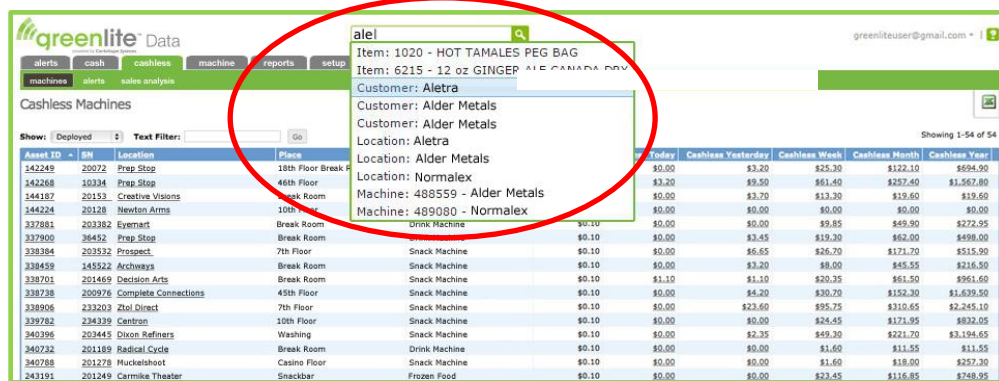 greenlite Data
powered by Cantaloupe Systems
alel
greenliteuser@gmail.com
?
Item: 1020 - HOT TAMALES PEG BAG
Item: 6215 - 12 oz GINGER ALE CANADA DRY
Customer: Aletra
Customer: Alder Metals
Customer: Alder Metals
Location: Aletra
Location: Alder Metals
Location: Normalex
Machine: 488559 - Alder Metals
Machine: 489080 - Normalex
alerts cash cashless machine reports setup
machines alerts sales analysis
Cashless Machines
Show: Deployed Text Filter: Go Showing 1-54 of 54
Asset ID SN Location Place Today Cashless Yesterday Cashless Week Cashless Month Cashless Year
142249 20072 Prep Stop 18th Floor Break $0.00 $3.20 $25.30 $122.10 $694.90
142268 10334 Prep Stop 46th Floor $3.20 $9.50 $61.40 $257.40 $1,567.80
144187 20153 Creative Visions Break Room $0.00 $3.70 $13.30 $19.60 $19.60
144224 20128 Newton Arms 10th $0.00 $0.00 $0.00 $0.00 $0.00
337881 203382 Eyemart Break Room Drink Machine $0.10 $0.00 $0.00 $9.85 $49.90 $272.95
337900 36452 Prep Stop Break Room Drink Machine $0.10 $0.00 $3.45 $19.30 $62.00 $498.00
338384 203532 Prospect 7th Floor Snack Machine $0.10 $0.00 $6.65 $26.70 $171.70 $515.90
338459 145522 Archways Break Room Snack Machine $0.10 $0.00 $3.20 $8.00 $45.55 $216.50
338701 201469 Decision Arts Break Room Snack Machine $0.10 $1.10 $1.10 $20.35 $61.50 $961.60
338738 200976 Complete Connections 45th Floor Snack Machine $0.10 $0.00 $4.20 $30.70 $152.30 $1,639.50
338906 233203 Ztol Direct 7th Floor Snack Machine $0.10 $0.00 $23.60 $95.75 $310.65 $2,245.10
339782 234339 Centron 10th Floor Snack Machine $0.10 $0.00 $0.00 $24.45 $171.95 $832.05
340396 203445 Dixon Refiners Washing Snack Machine $0.10 $0.00 $2.35 $49.30 $221.70 $3,194.65
340732 201189 Radical Cycle Break Room Drink Machine $0.10 $0.00 $0.00 $1.60 $11.55 $11.55
340788 201278 Muckelshoot Casino Floor Snack Machine $0.10 $0.00 $0.00 $1.60 $18.00 $257.30
243191 201249 Carmike Theater Snackbar Frozen Food $0.10 $0.00 $0.00 $23.45 $116.85 $748.95